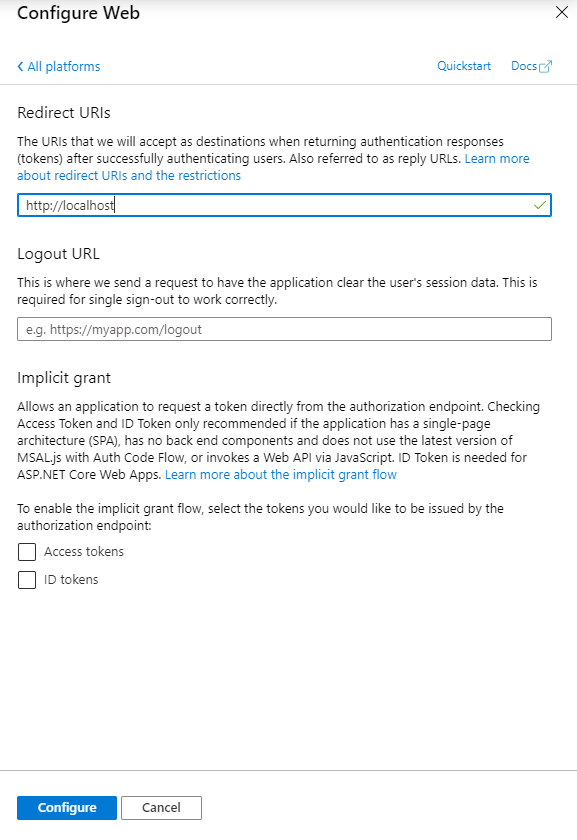 Configure Web
All platforms
Quickstart
Docs
Redirect URIs
The URIs that we will accept as destinations when returning authentication responses
(tokens) after successfully authenticating users. Also referred to as reply URLs. Learn more
about redirect URIs and the restrictions
http://localhost
Logout URL
This is where we send a request to have the application clear the user's session data. This is
required for single sign-out to work correctly.
e.g. https://myapp.com/logout
Implicit grant
Allows an application to request a token directly from the authorization endpoint. Checking
Access Token and ID Token only recommended if the application has a single-page
architecture (SPA), has no back end components and does not use the latest version of
MSAL.js with Auth Code Flow, or invokes a Web API via JavaScript. ID Token is needed for
ASP.NET Core Web Apps. Learn more about the implicit grant flow
To enable the implicit grant flow, select the tokens you would like to be issued by the
authorization endpoint:
Access tokens
ID tokens
Configure
Cancel